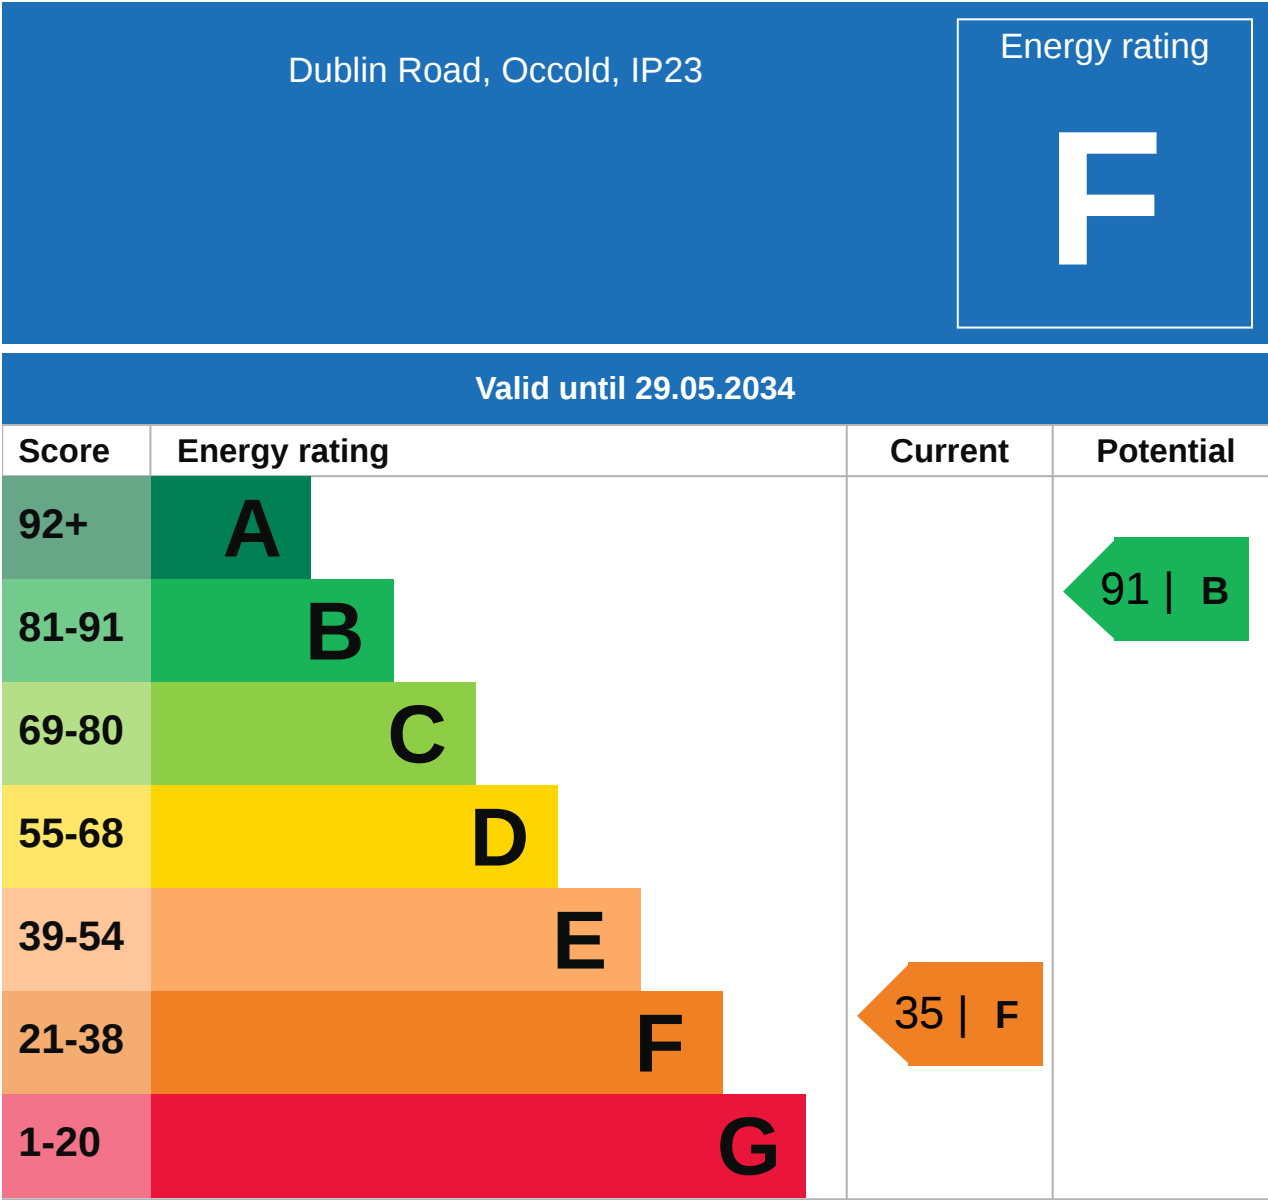 Dublin Road, Occold, IP23
Energy rating
F
Valid until 29.05.2034
Score Energy rating Current Potential
92+ A
81-91 B 91 | B
69-80 C
55-68 D
39-54 E
21-38 F 35 | F
1-20 G